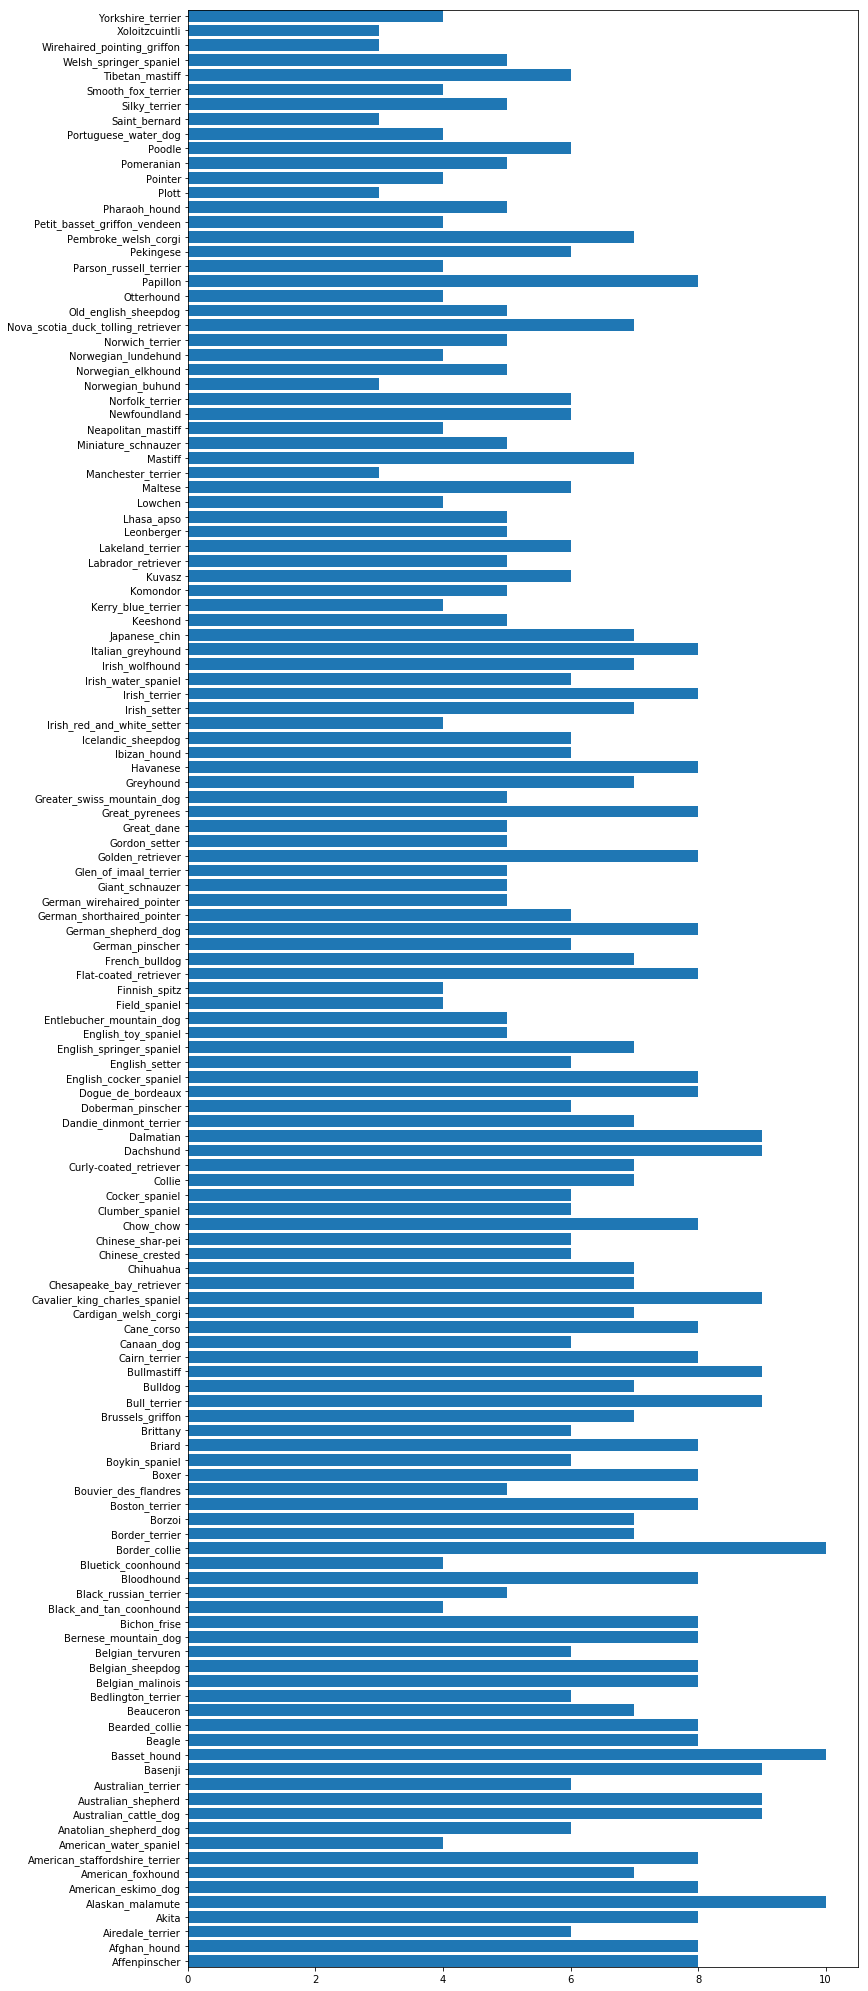 Yorkshire_terrier
Xoloitzcuintli
Wirehaired_pointing_griffon
Welsh_springer_spaniel
Tibetan_mastiff
Smooth_fox_terrier
Silky_terrier
Saint_bernard
Portuguese_water_dog
Poodle
Pomeranian
Pointer
Plott
Pharaoh_hound
Petit_basset_griffon_vendeen
Pembroke_welsh_corgi
Pekingese
Parson_russell_terrier
Papillon
Otterhound
Old_english_sheepdog
Nova_scotia_duck_tolling_retriever
Norwich_terrier
Norwegian_lundehund
Norwegian_elkhound
Norwegian_buhund
Norfolk_terrier
Newfoundland
Neapolitan_mastiff
Miniature_schnauzer
Mastiff
Manchester_terrier
Maltese
Lowchen
Lhasa_apso
Leonberger
Lakeland_terrier
Labrador_retriever
Kuvasz
Komondor
Kerry_blue_terrier
Keeshond
Japanese_chin
Italian_greyhound
Irish_wolfhound
Irish_water_spaniel
Irish_terrier
Irish_setter
Irish_red_and_white_setter
Icelandic_sheepdog
Ibizan_hound
Havanese
Greyhound
Greater_swiss_mountain_dog
Great_pyrenees
Great_dane
Gordon_setter
Golden_retriever
Glen_of_imaal_terrier
Giant_schnauzer
German_wirehaired_pointer
German_shorthaired_pointer
German_shepherd_dog
German_pinscher
French_bulldog
Flat-coated_retriever
Finnish_spitz
Field_spaniel
Entlebucher_mountain_dog
English_toy_spaniel
English_springer_spaniel
English_setter
English_cocker_spaniel
Dogue_de_bordeaux
Doberman_pinscher
Dandie_dinmont_terrier
Dalmatian
Dachshund
Curly-coated_retriever
Collie
Cocker_spaniel
Clumber_spaniel
Chow_chow
Chinese_shar-pei
Chinese_crested
Chihuahua
Chesapeake_bay_retriever
Cavalier_king_charles_spaniel
Cardigan_welsh_corgi
Cane_corso
Canaan_dog
Cairn_terrier
Bullmastiff
Bulldog
Bull_terrier
Brussels_griffon
Brittany
Briard
Boykin_spaniel
Boxer
Bouvier_des_flandres
Boston_terrier
Borzoi
Border_terrier
Border_collie
Bluetick_coonhound
Bloodhound
Black_russian_terrier
Black_and_tan_coonhound
Bichon_frise
Bernese_mountain_dog
Belgian_tervuren
Belgian_sheepdog
Belgian_malinois
Bedlington_terrier
Beauceron
Bearded_collie
Beagle
Basset_hound
Basenji
Australian_terrier
Australian_shepherd
Australian_cattle_dog
Anatolian_shepherd_dog
American_water_spaniel
American_staffordshire_terrier
American_foxhound
American_eskimo_dog
Alaskan_malamute
Akita
Airedale_terrier
Afghan_hound
Affenpinscher
0 2 4 6 8 10